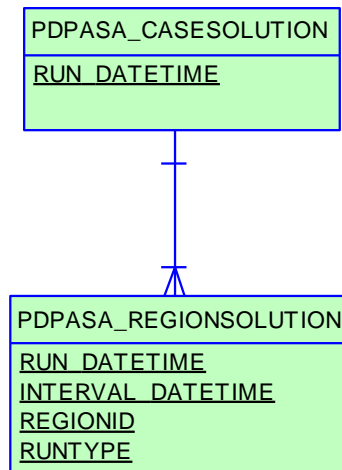 PDPASA_CASESOLUTION
RUN_DATETIME
PDPASA_REGIONSOLUTION
RUN_DATETIME
INTERVAL_DATETIME
REGIONID
RUNTYPE